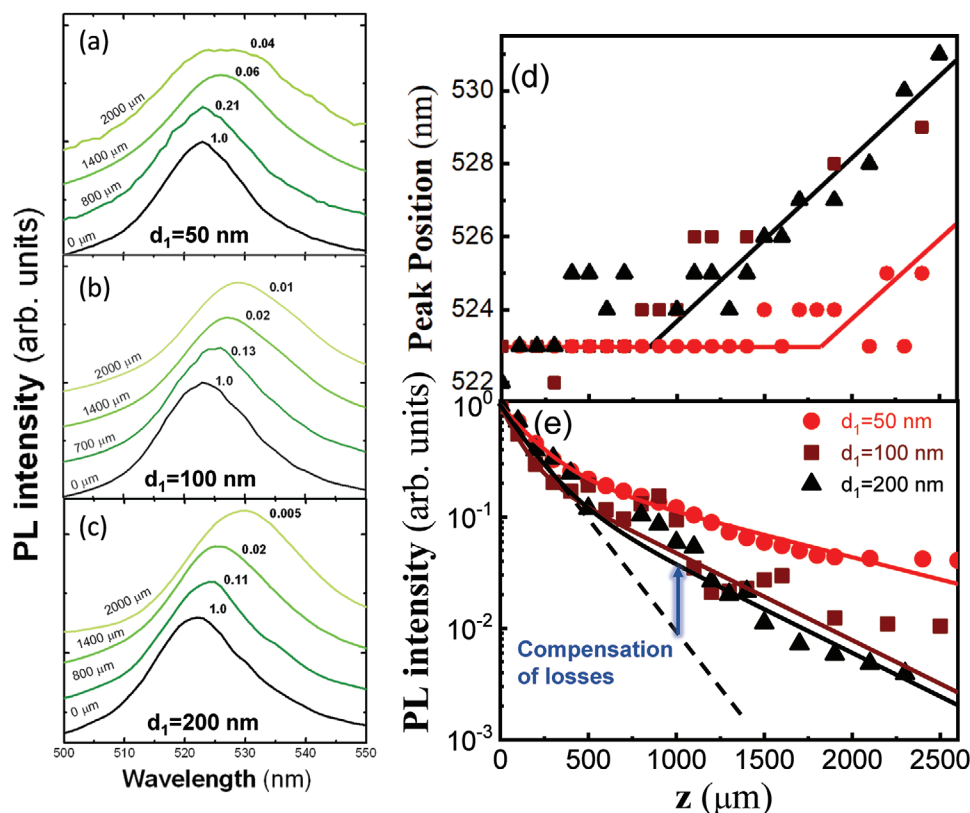 PL intensity (arb. units)
(a)
0.04
0.06
0.21
1.0
2000 μm
1400 μm
800 μm
0 μm
d1=50 nm
(b)
0.01
0.02
0.13
1.0
2000 μm
1400 μm
700 μm
0 μm
d1=100 nm
(c)
0.005
0.02
0.11
1.0
2000 μm
1400 μm
800 μm
0 μm
d1=200 nm
500 510 520 530 540 550
Wavelength (nm)
(d)
Peak Position (nm)
530
528
526
524
522
(e)
PL intensity (arb. units)
10^0
10^-1
10^-2
10^-3
d1=50 nm
d1=100 nm
d1=200 nm
Compensation
of losses
0 500 1000 1500 2000 2500
z (μm)